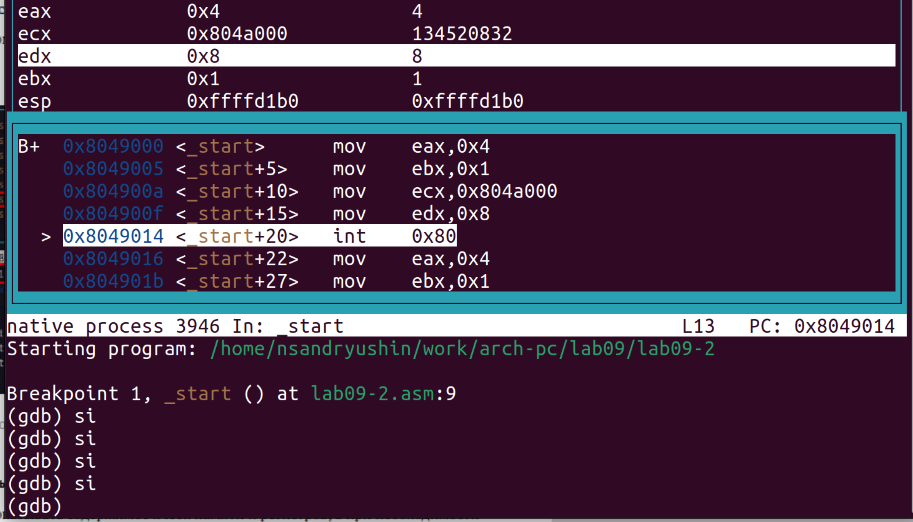 eax 0x4 4
ecx 0x804a000 134520832
edx 0x8 8
ebx 0x1 1
esp 0xffffd1b0 0xffffd1b0
B+ 0x8049000 <_start> mov eax,0x4
0x8049005 <_start+5> mov ebx,0x1
0x804900a <_start+10> mov ecx,0x804a000
0x804900f <_start+15> mov edx,0x8
> 0x8049014 <_start+20> int 0x80
0x8049016 <_start+22> mov eax,0x4
0x804901b <_start+27> mov ebx,0x1
native process 3946 In: _start L13 PC: 0x8049014
Starting program: /home/nsandryushin/work/arch-pc/lab09/lab09-2
Breakpoint 1, _start () at lab09-2.asm:9
(gdb) si
(gdb) si
(gdb) si
(gdb) si
(gdb)